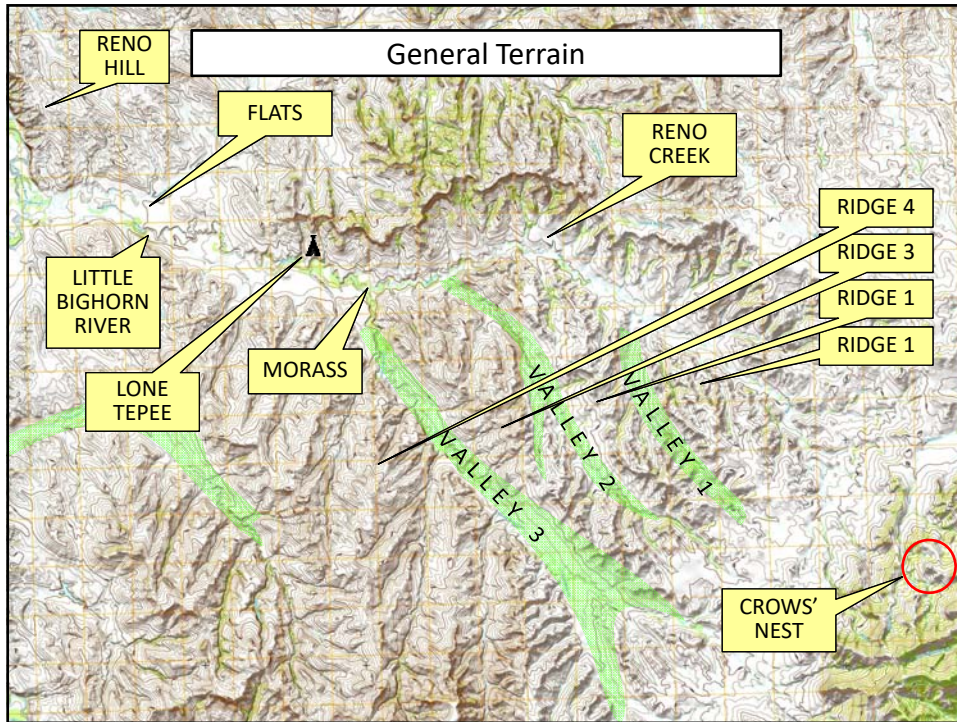 General Terrain
RENO
HILL
FLATS
RENO
CREEK
RIDGE 4
RIDGE 3
RIDGE 1
RIDGE 1
LITTLE
BIGHORN
RIVER
MORASS
LONE
TEPEE
VALLEY 3
VALLEY 2
VALLEY 1
CROWS'
NEST